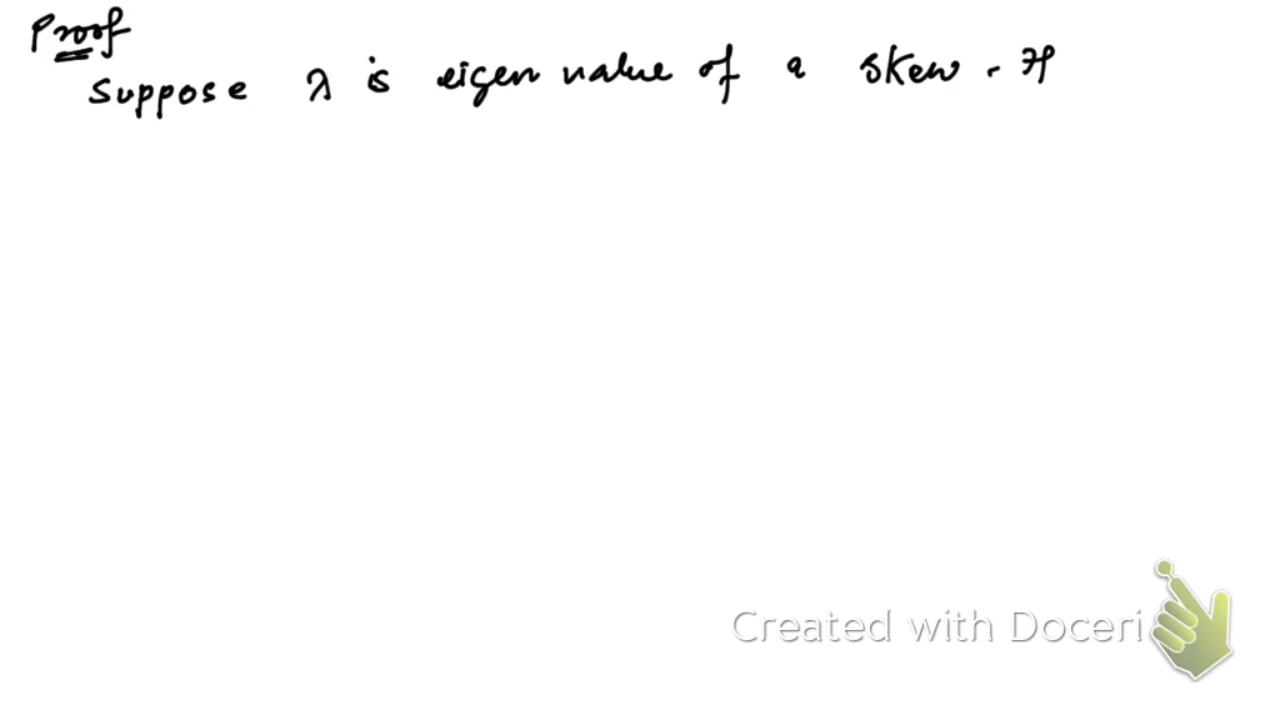 Proof
Suppose λ is eigen value of a skew - H
Created with Doceri